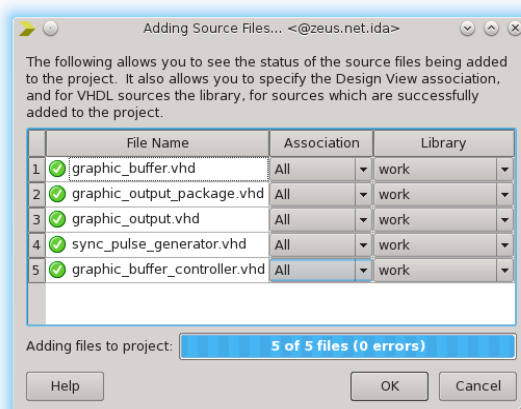 Adding Source Files... <@zeus.net.ida>
The following allows you to see the status of the source files being added
to the project. It also allows you to specify the Design View association,
and for VHDL sources the library, for sources which are successfully
added to the project.
File Name Association Library
1 graphic_buffer.vhd All work
2 graphic_output_package.vhd All work
3 graphic_output.vhd All work
4 sync_pulse_generator.vhd All work
5 graphic_buffer_controller.vhd All work
Adding files to project: 5 of 5 files (0 errors)
Help OK Cancel